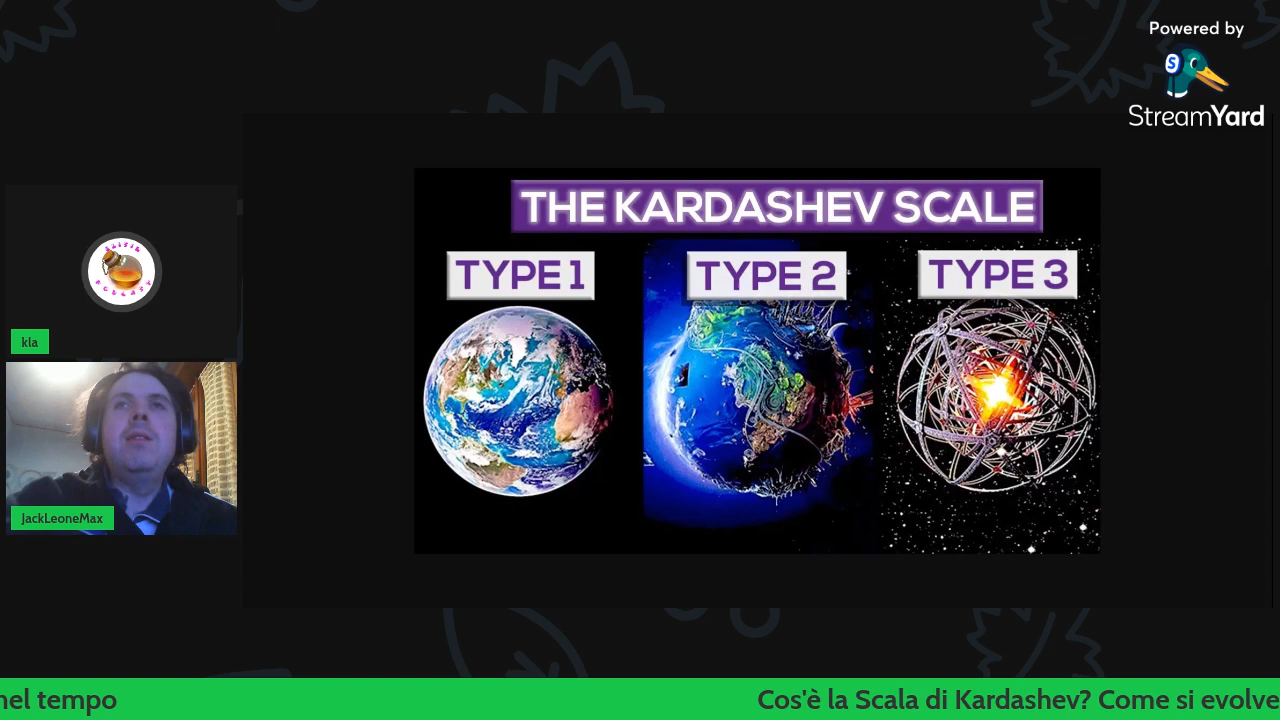 Powered by
StreamYard
THE KARDASHEV SCALE
TYPE 1
TYPE 2
TYPE 3
kla
JackLeoneMax
nel tempo
Cos'è la Scala di Kardashev? Come si evolve